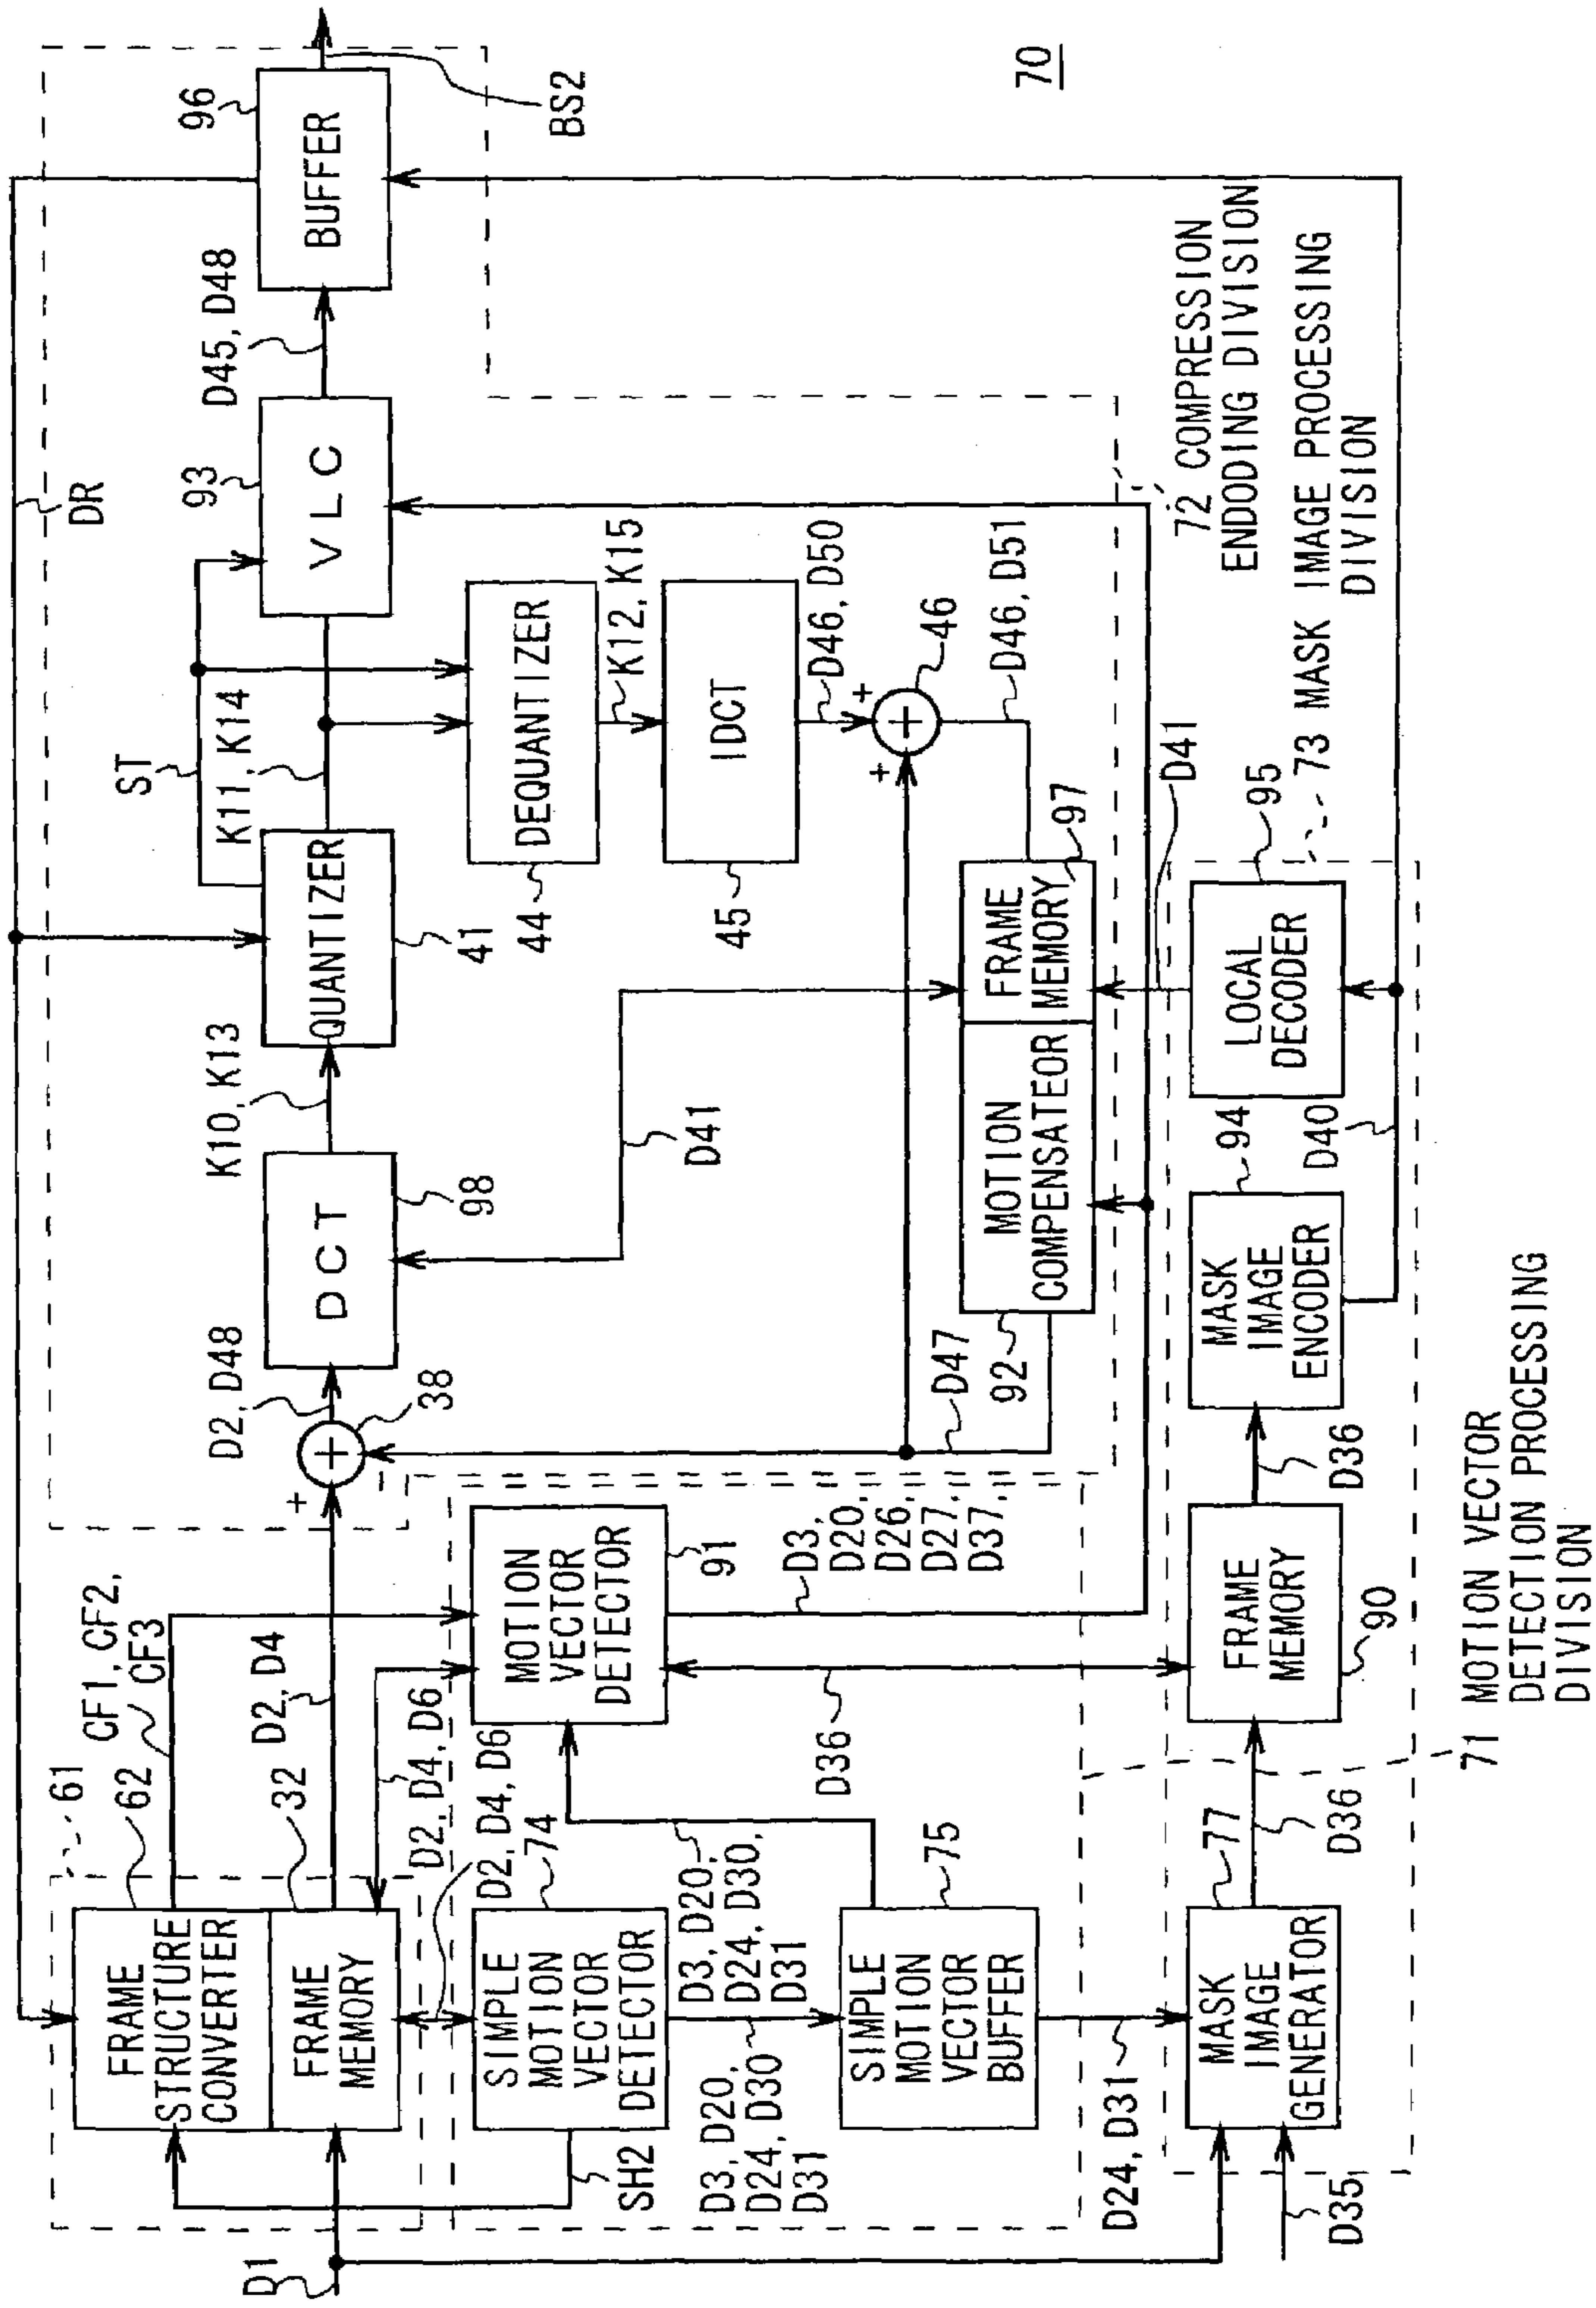 70
DR
96
BUFFER
BS2
D45, D48
93
VLC
ST
K11, K14
QUANTIZER
41
K10, K13
DCT
98
D2, D48
38
+
-
DEQUANTIZER
44
K12, K15
IDCT
45
D46, D50
+
+
46
D46, D51
FRAME
MEMORY
97
MOTION
COMPENSATEOR
92
D47
D41
D41
72 COMPRESSION
ENDODING DIVISION
73 MASK IMAGE PROCESSING
DIVISION
LOCAL
DECODER
95
D40
MASK
IMAGE
ENCODER
94
D36
FRAME
MEMORY
90
D36
MASK
IMAGE
GENERATOR
77
D35
D36
D24, D31
71 MOTION VECTOR
DETECTION PROCESSING
DIVISION
MOTION
VECTOR
DETECTOR
91
D3,
D20,
D26,
D27,
D37,
CF1, CF2,
CF3
D2, D4
D2, D4, D6
D2, D4, D6
61
62
32
FRAME
STRUCTURE
CONVERTER
FRAME
MEMORY
D1
SIMPLE
MOTION
VECTOR
DETECTOR
74
SH2
D3, D20,
D24, D30,
D31
D3, D20,
D24, D30
D31
SIMPLE
MOTION
VECTOR
BUFFER
75